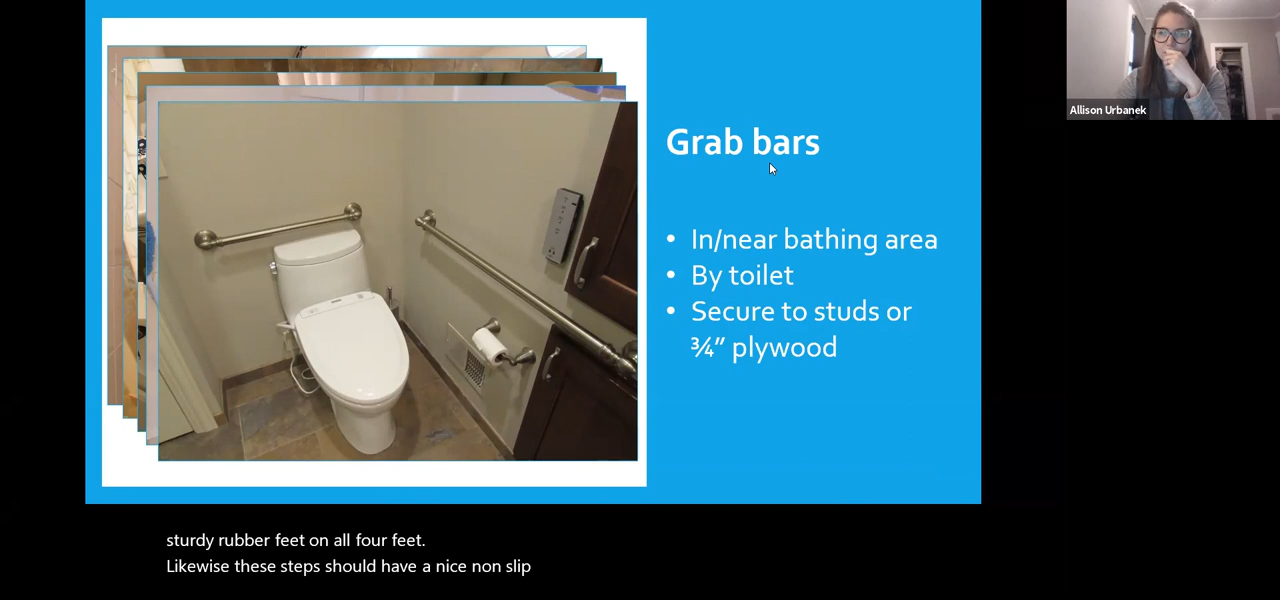 Grab bars
• In/near bathing area
• By toilet
• Secure to studs or
¾” plywood
Allison Urbanek
sturdy rubber feet on all four feet.
Likewise these steps should have a nice non slip